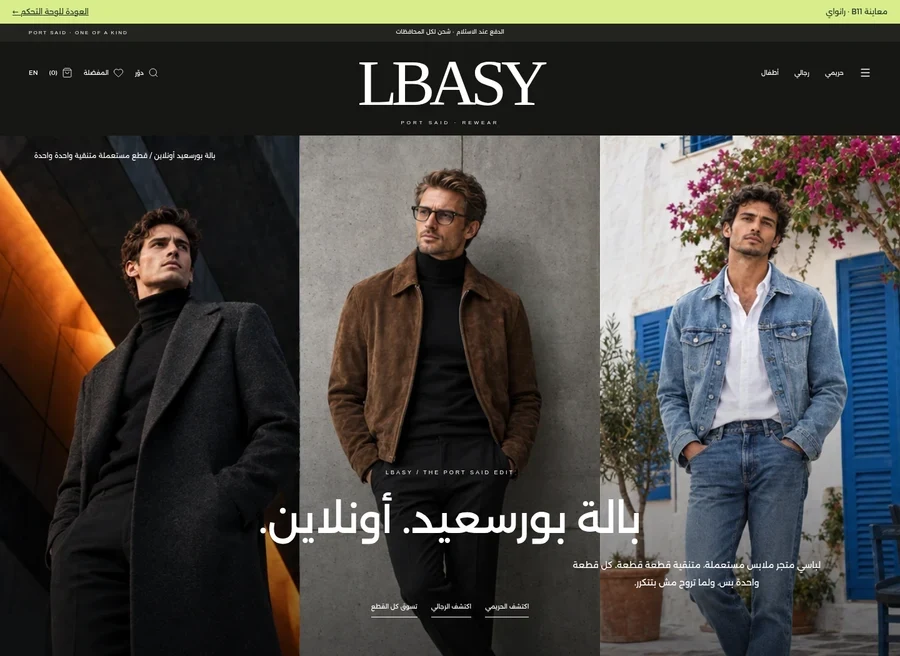 معاينة B11 · رانواي
العودة للوحة التحكم ←
الدفع عند الاستلام · شحن لكل المحافظات
PORT SAID · ONE OF A KIND
حريمي
رجالي
أطفال
LBASY
PORT SAID · REWEAR
دوّر
المفضلة
(0)
EN
بالة بورسعيد أونلاين / قطع مستعملة متنقية واحدة واحدة
LBASY / THE PORT SAID EDIT
بالة بورسعيد. أونلاين.
لباسي متجر ملابس مستعملة، متنقية قطعة قطعة. كل قطعة
واحدة بس، ولما تروح مش بتتكرر.
اكتشف الحريمي
اكتشف الرجالي
تسوق كل القطع